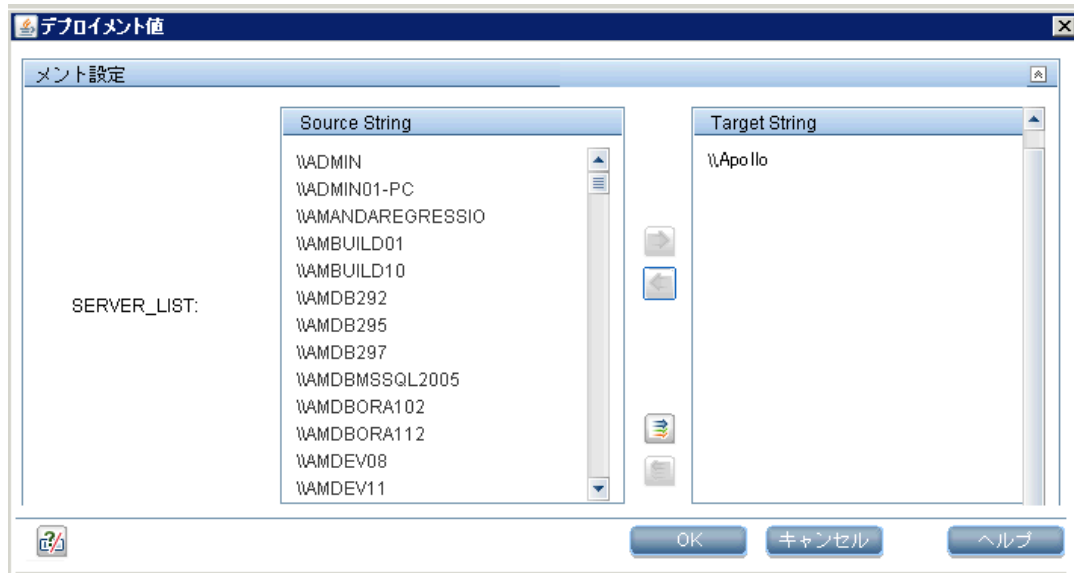 デプロイメント値
メント設定
Source String
Target String
\\ADMIN
\\ADMIN01-PC
\\AMANDAREGRESSIO
\\AMBUILD01
\\AMBUILD10
\\AMDB292
\\AMDB295
\\AMDB297
\\AMDBMSSQL2005
\\AMDBORA102
\\AMDBORA112
\\AMDEV08
\\AMDEV11
\\Apollo
SERVER_LIST:
OK
キャンセル
ヘルプ